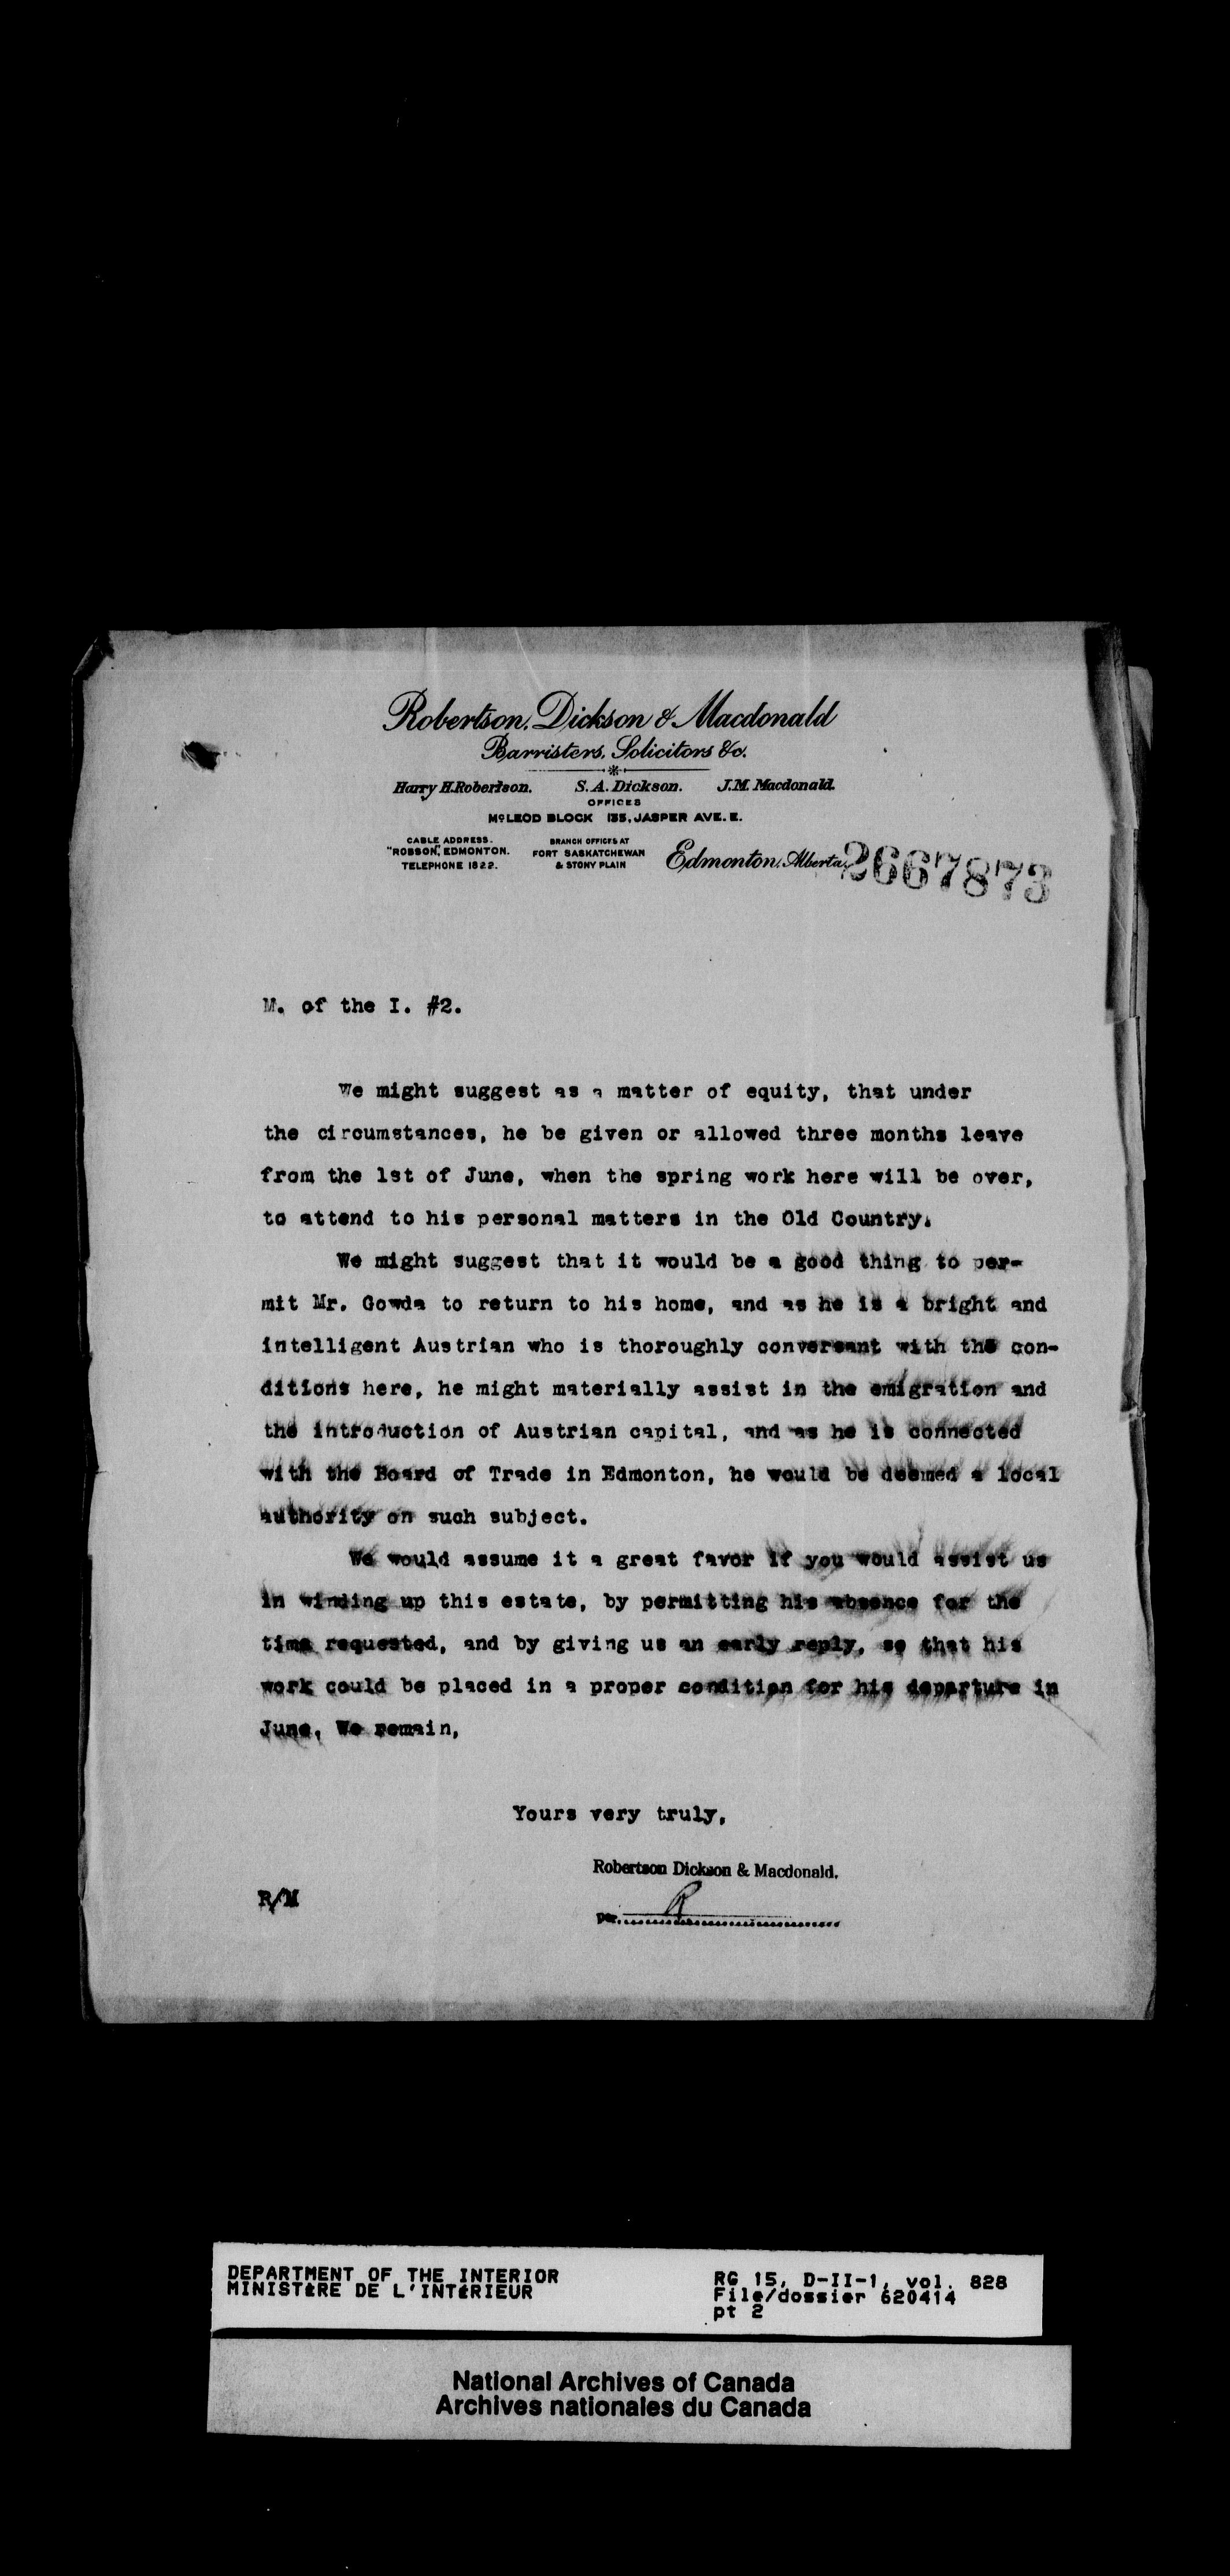 Robertson, Dickson & Macdonald
Barristers, Solicitors &c.
Harry H. Robertson. S. A. Dickson. J. M. Macdonald.
OFFICES
McLEOD BLOCK 135, JASPER AVE. E.
CABLE ADDRESS.
"ROBSON", EDMONTON.
TELEPHONE 1822.
BRANCH OFFICES AT
FORT SASKATCHEWAN
& STONY PLAIN
Edmonton, Alberta, 2667873
M. of the I. #2.
We might suggest as a matter of equity, that under
the circumstances, he be given or allowed three months leave
from the 1st of June, when the spring work here will be over,
to attend to his personal matters in the Old Country.
We might suggest that it would be a good thing to per-
mit Mr. Gowda to return to his home, and as he is a bright and
intelligent Austrian who is thoroughly conversant with the con-
ditions here, he might materially assist in the emigration and
the introduction of Austrian capital, and as he is connected
with the Board of Trade in Edmonton, he would be deemed a local
authority on such subject.
We would assume it a great favor if you would assist us
in winding up this estate, by permitting his absence for the
time requested, and by giving us an early reply, so that his
work could be placed in a proper condition for his departure in
June, We remain,
Yours very truly,
Robertson Dickson & Macdonald.
R/M
per. R
DEPARTMENT OF THE INTERIOR
MINISTÈRE DE L'INTÉRIEUR
RG 15, D-II-1, vol. 828
File/dossier 620414
pt 2
National Archives of Canada
Archives nationales du Canada